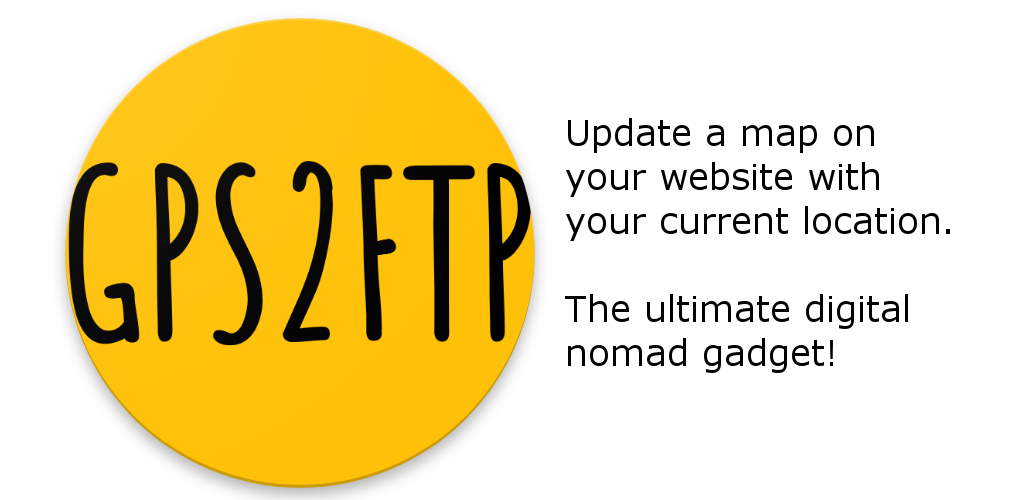 GPS2FTP
Update a map on
your website with
your current location.
The ultimate digital
nomad gadget!